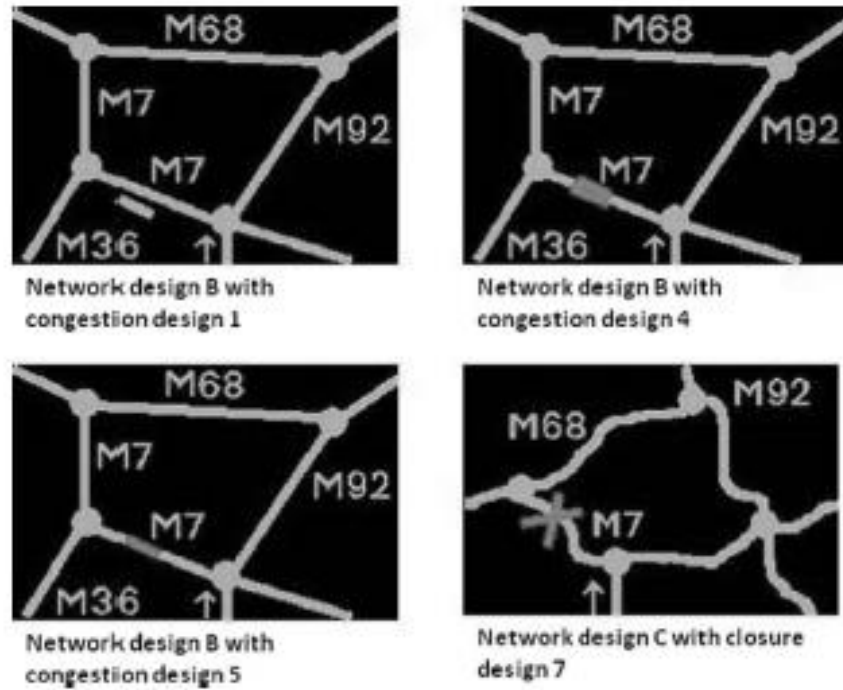 M68
M7
M92
M7
M36
↑
Network design B with
congestion design 1
M68
M7
M92
M7
M36
↑
Network design B with
congestion design 4
M68
M7
M92
M7
M36
↑
Network design B with
congestion design 5
M92
M68
M7
↑
Network design C with closure
design 7